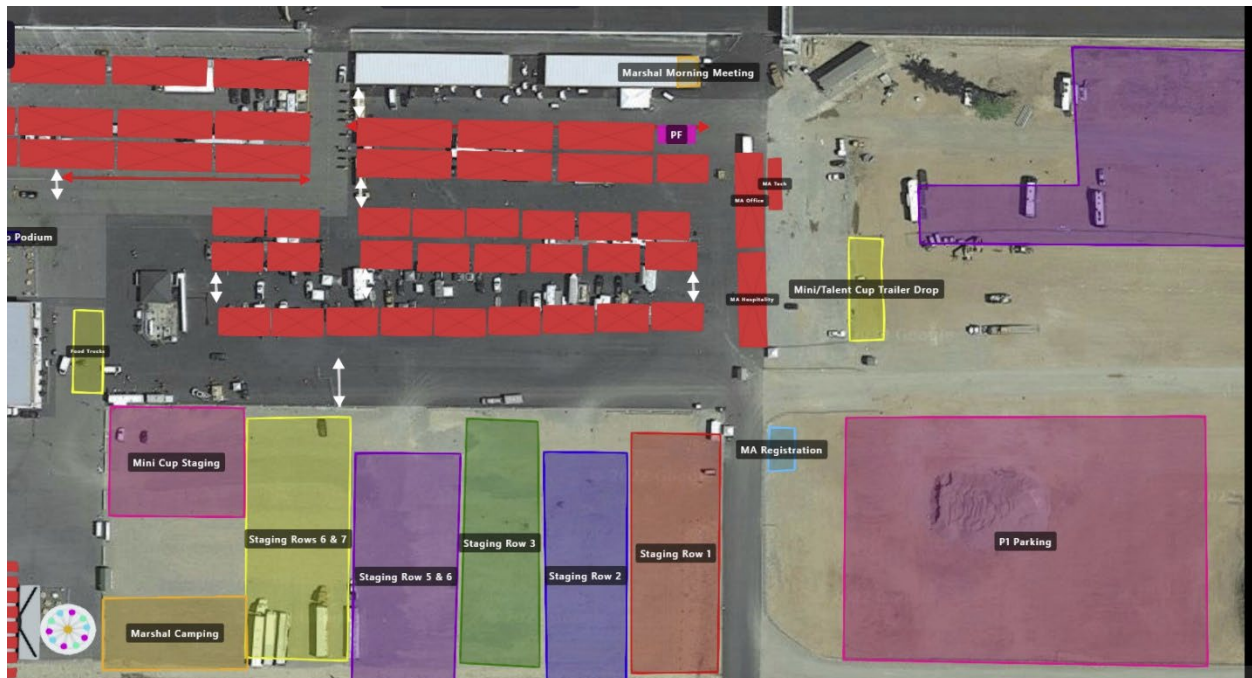 Marshal Morning Meeting
PF
MA Tech
MA Office
Podium
Mini/Talent Cup Trailer Drop
MA Hospitality
Food Trucks
Mini Cup Staging
MA Registration
Staging Rows 6 & 7
Staging Row 3
P1 Parking
Staging Row 1
Staging Row 5 & 6
Staging Row 2
Marshal Camping